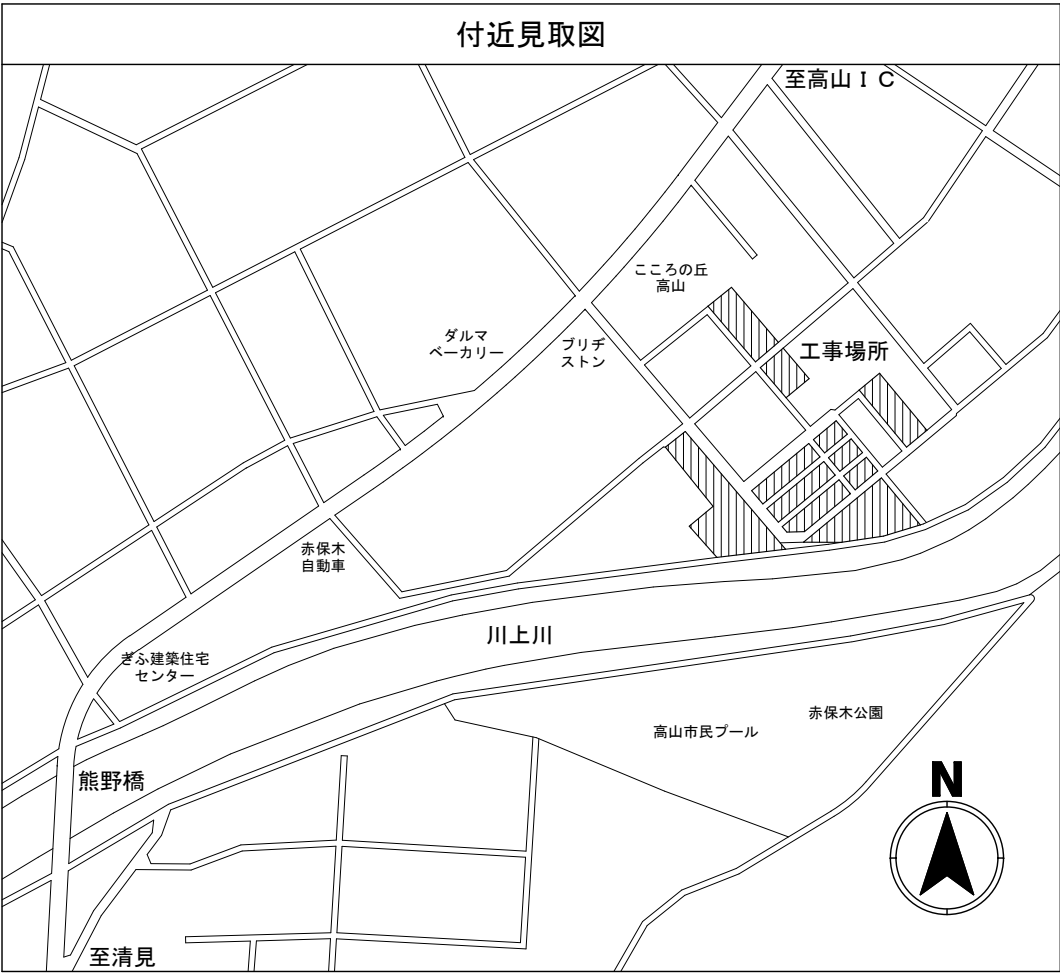 付近見取図
至高山ＩＣ
こころの丘
高山
ダルマ
ベーカリー
ブリヂ
ストン
工事場所
赤保木
自動車
川上川
ぎふ建築住宅
センター
赤保木公園
高山市民プール
熊野橋
N
至清見